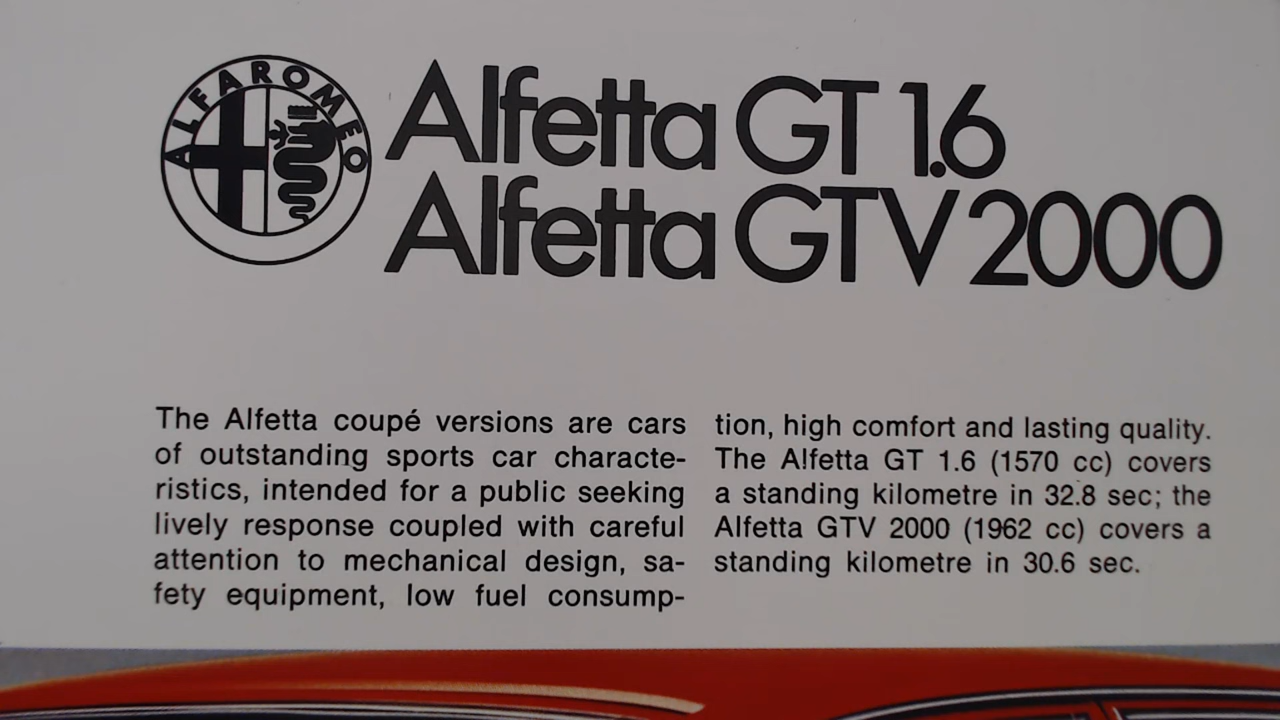 ALFA ROMEO
Alfetta GT 1.6
Alfetta GTV 2000
The Alfetta coupé versions are cars
of outstanding sports car characte-
ristics, intended for a public seeking
lively response coupled with careful
attention to mechanical design, sa-
fety equipment, low fuel consump-
tion, high comfort and lasting quality.
The Alfetta GT 1.6 (1570 cc) covers
a standing kilometre in 32.8 sec; the
Alfetta GTV 2000 (1962 cc) covers a
standing kilometre in 30.6 sec.